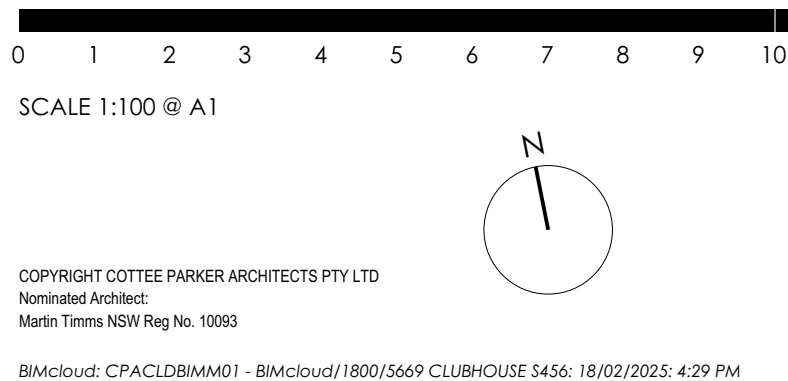 0 1 2 3 4 5 6 7 8 9 10
SCALE 1:100 @ A1
N
COPYRIGHT COTTEE PARKER ARCHITECTS PTY LTD
Nominated Architect:
Martin Timms NSW Reg No. 10093
BIMcloud: CPACLDBIMM01 - BIMcloud/1800/5669 CLUBHOUSE S456: 18/02/2025: 4:29 PM